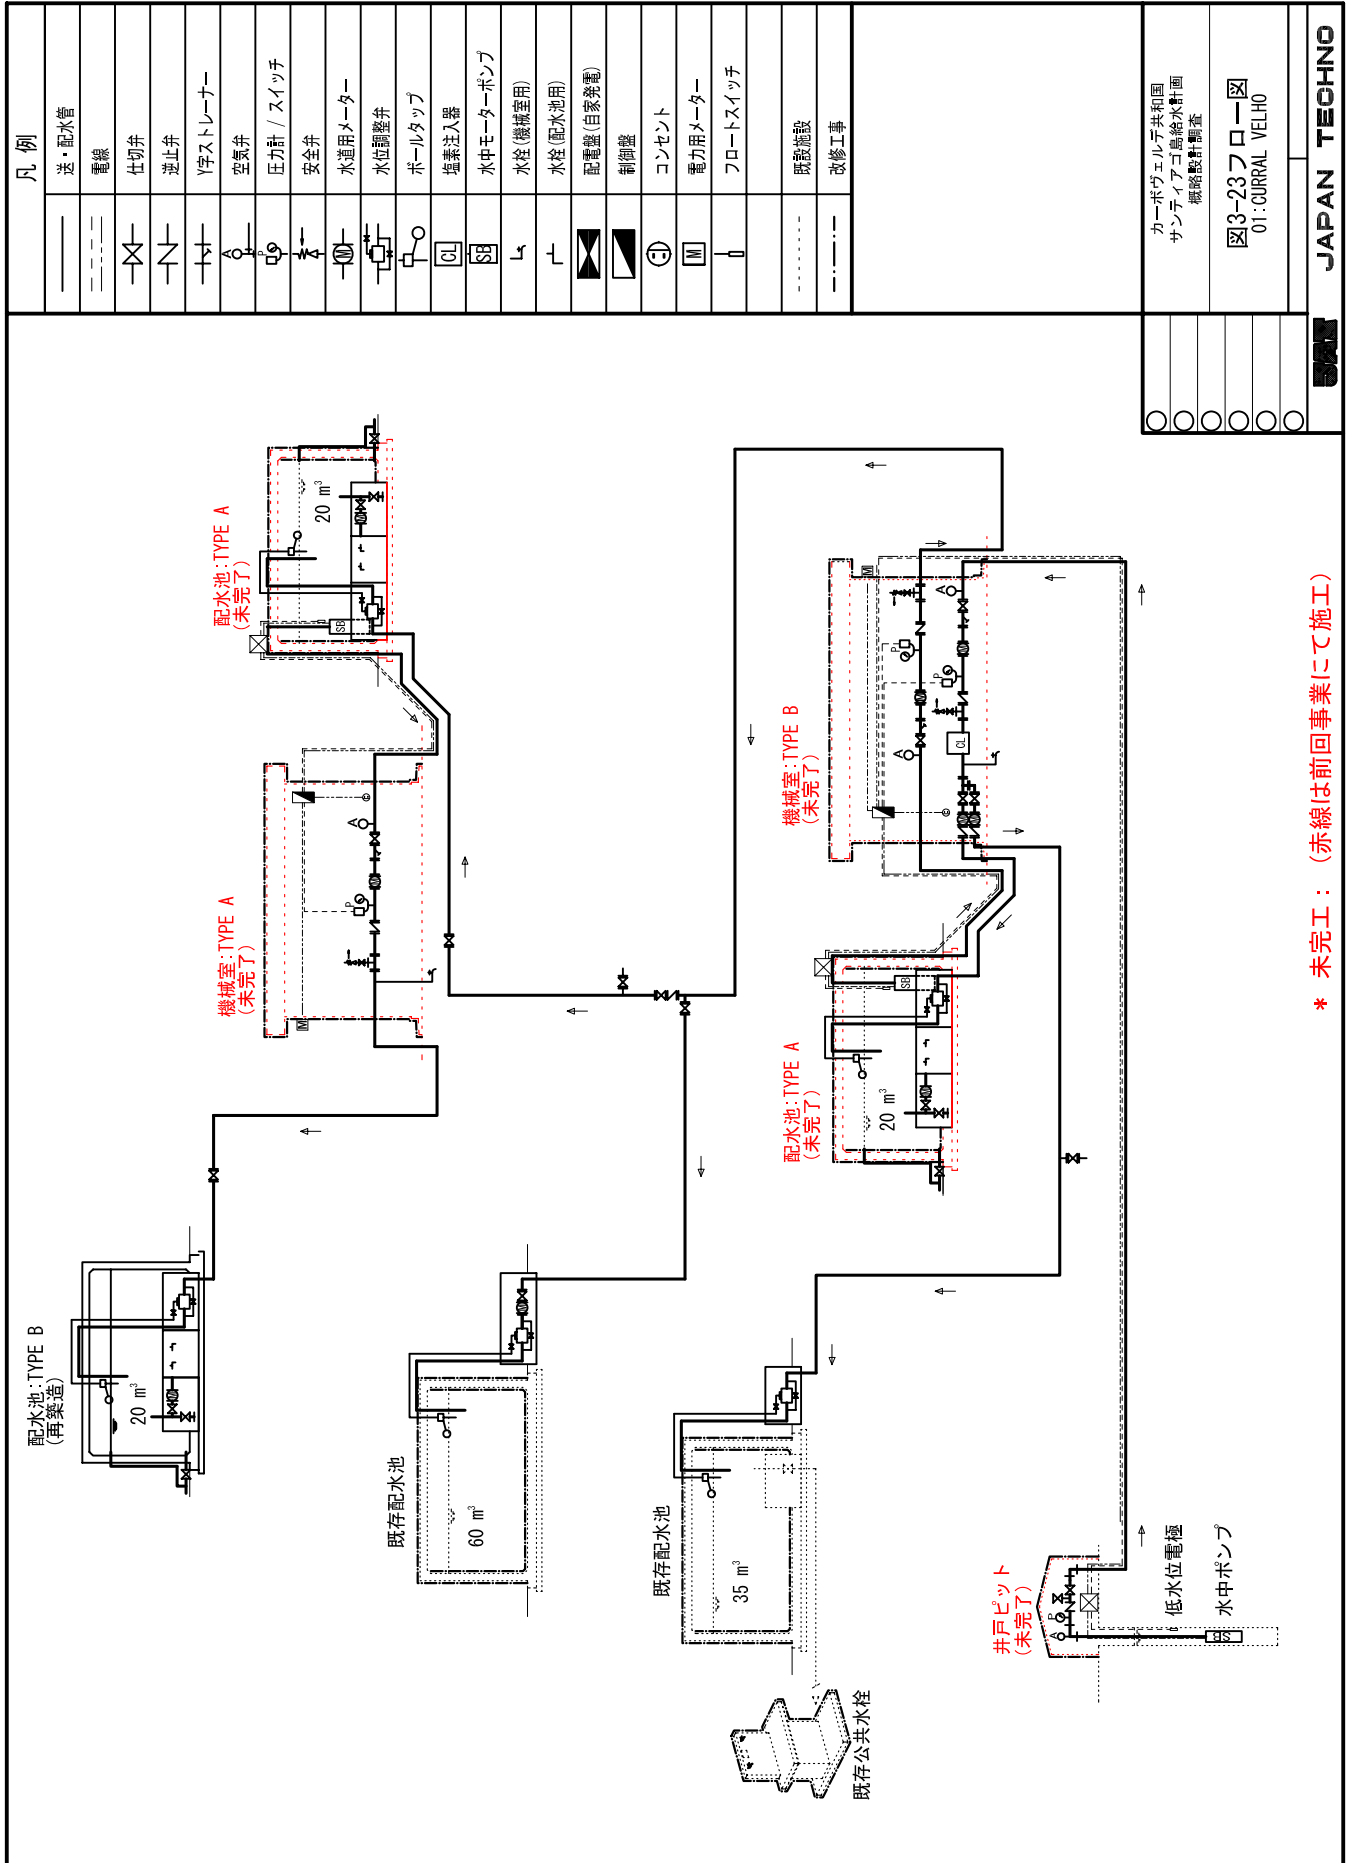 凡 例
送・配水管
電線
仕切弁
逆止弁
Y字ストレーナー
空気弁
圧力計 / スイッチ
安全弁
水道用メーター
水位調整弁
ボールタップ
塩素注入器
水中モーターポンプ
水栓(機械室用)
水栓(配水池用)
配電盤(自家発電)
制御盤
コンセント
電力用メーター
フロートスイッチ
既設施設
改修工事
A
P
M
CL
SB
M
カーボヴェルデ共和国
サンティアゴ島給水計画
概略設計調査
図3-23フロー図
01:CURRAL VELHO
JAPAN TECHNO
配水池:TYPE B
(再築造)
20 m³
機械室:TYPE A
(未完了)
M
A
P
配水池:TYPE A
(未完了)
20 m³
SB
既存配水池
60 m³
既存配水池
35 m³
既存公共水栓
配水池:TYPE A
(未完了)
20 m³
SB
機械室:TYPE B
(未完了)
M
A
P
A
P
CL
井戸ピット
(未完了)
A
P
SB
低水位電極
水中ポンプ
* 未完工: (赤線は前回事業にて施工)